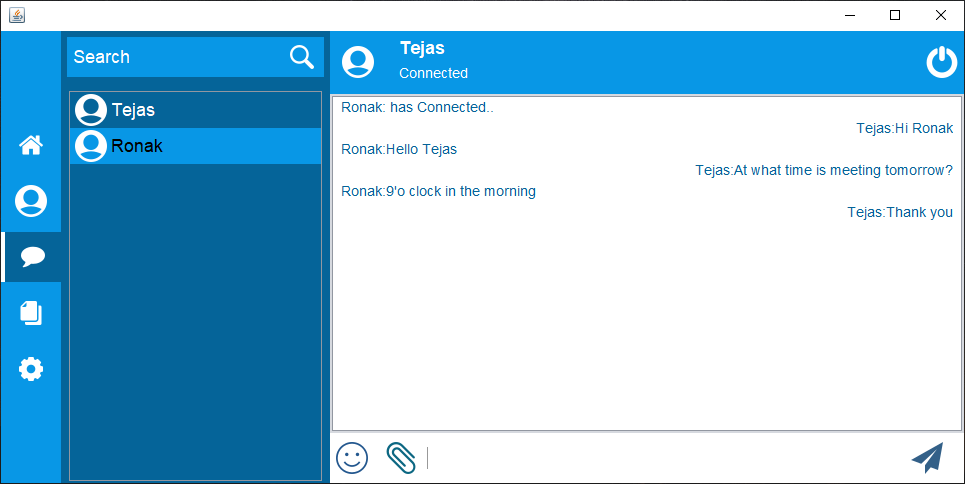 Search
Tejas
Ronak
Tejas
Connected
Ronak: has Connected..
Tejas:Hi Ronak
Ronak:Hello Tejas
Tejas:At what time is meeting tomorrow?
Ronak:9'o clock in the morning
Tejas:Thank you